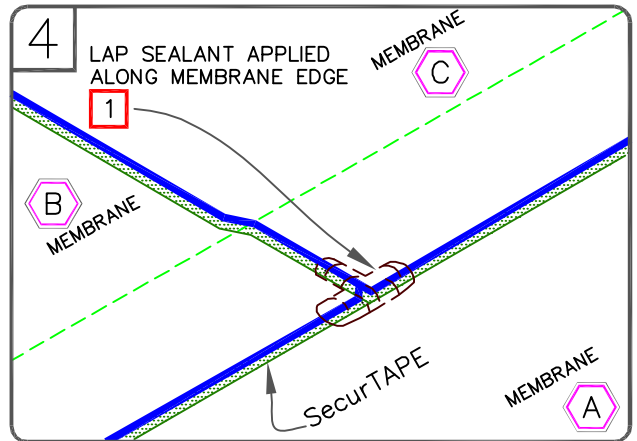 4
LAP SEALANT APPLIED
ALONG MEMBRANE EDGE
1
MEMBRANE
C
B
MEMBRANE
SecurTAPE
MEMBRANE
A